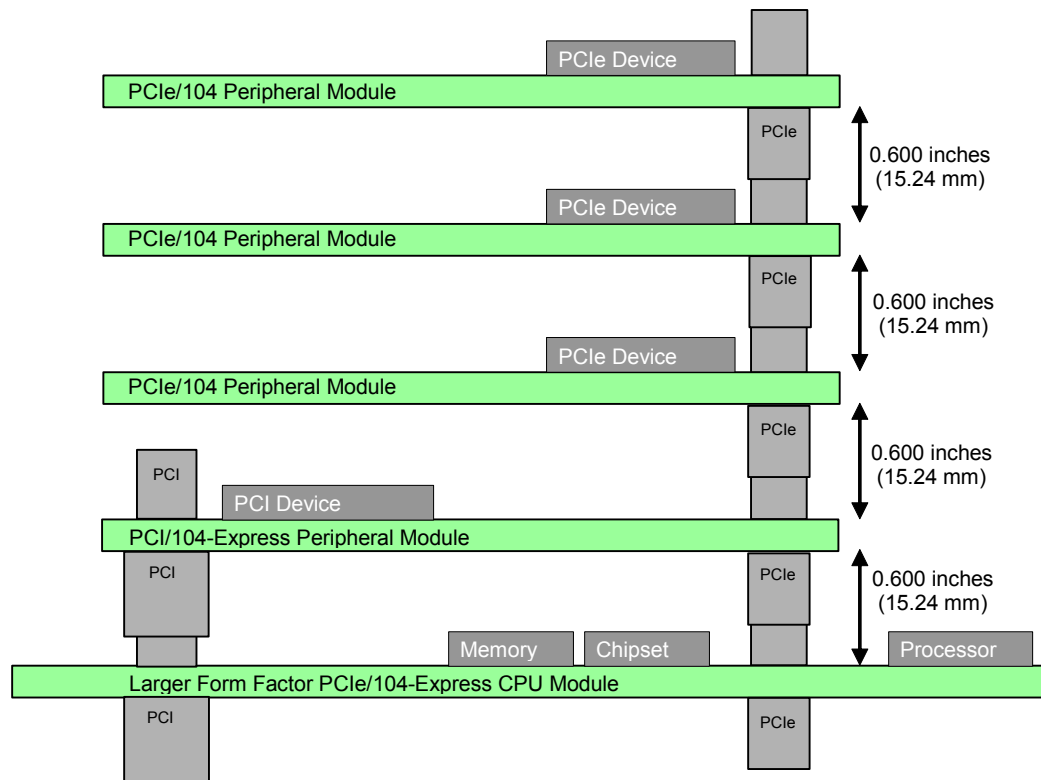 PCIe Device
PCIe/104 Peripheral Module
PCIe
0.600 inches
(15.24 mm)
PCIe Device
PCIe/104 Peripheral Module
PCIe
0.600 inches
(15.24 mm)
PCIe Device
PCIe/104 Peripheral Module
PCIe
0.600 inches
(15.24 mm)
PCI
PCI Device
PCI/104-Express Peripheral Module
PCI
PCIe
0.600 inches
(15.24 mm)
Memory
Chipset
Processor
Larger Form Factor PCIe/104-Express CPU Module
PCI
PCIe